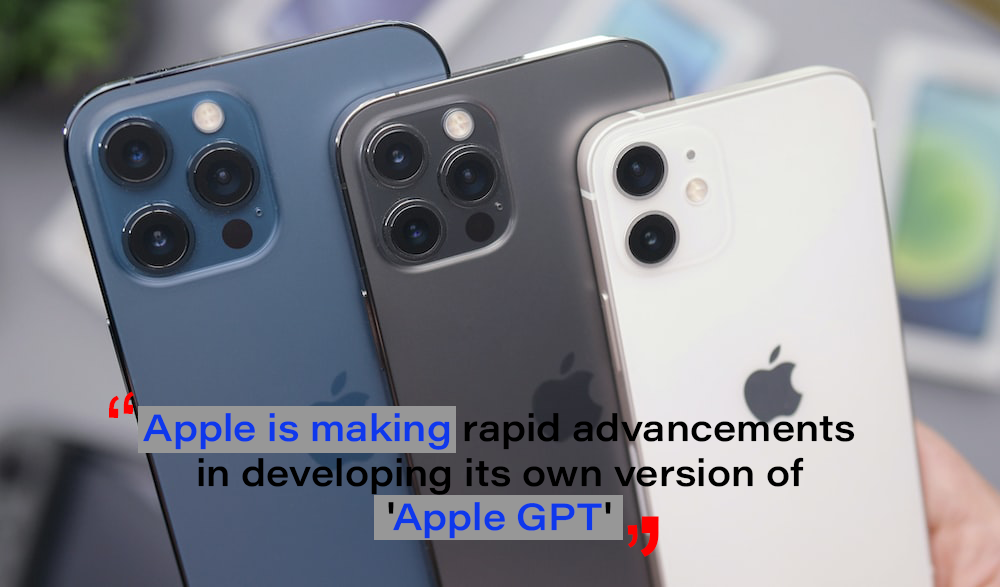 “Apple is making rapid advancements
in developing its own version of
'Apple GPT'”